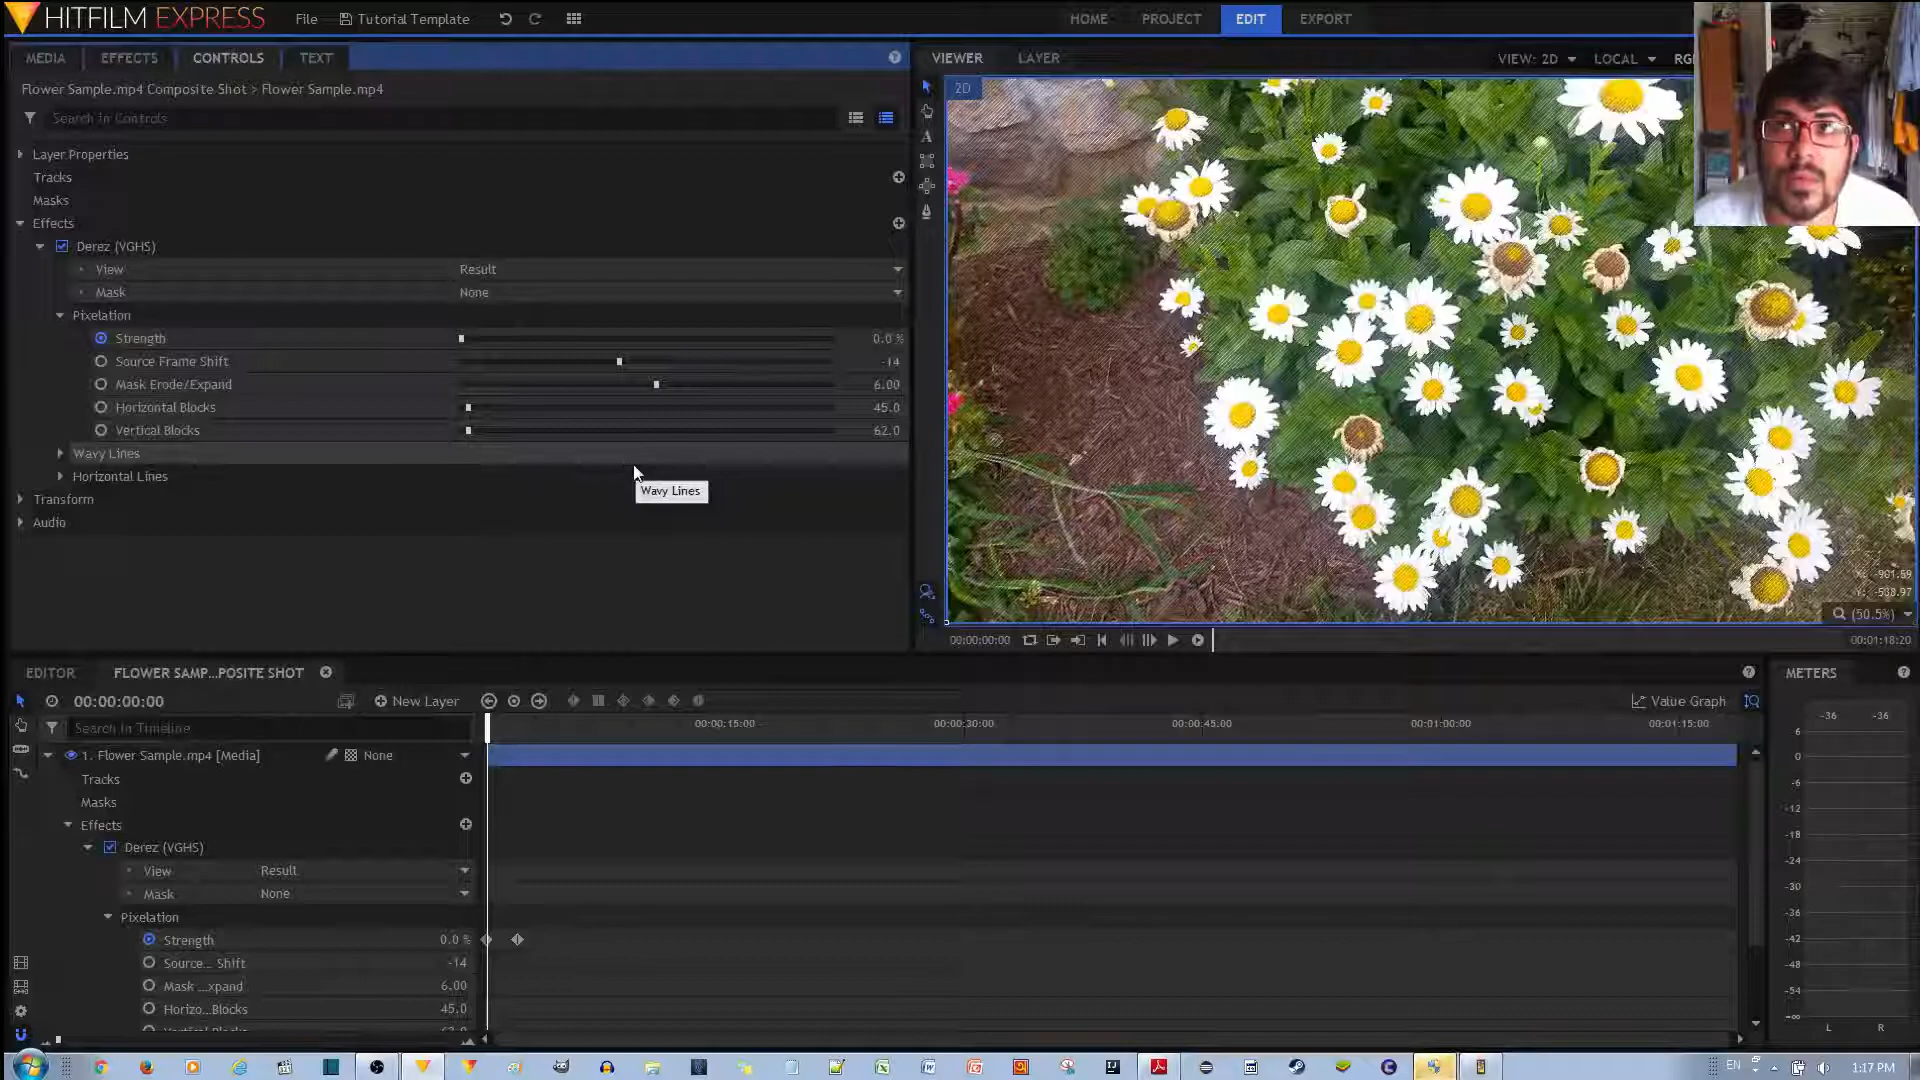 HITFILM EXPRESS
File
Tutorial Template
HOME
PROJECT
EDIT
EXPORT
MEDIA
EFFECTS
CONTROLS
TEXT
VIEWER
LAYER
VIEW: 2D
LOCAL
2D
Flower Sample.mp4 Composite Shot > Flower Sample.mp4
Search in Controls
Layer Properties
Tracks
Masks
Effects
Derez (VGHS)
View Result
Mask None
Pixelation
Strength 0.0 %
Source Frame Shift -14
Mask Erode/Expand 6.00
Horizontal Blocks 45.0
Vertical Blocks 62.0
Wavy Lines
Horizontal Lines
Wavy Lines
Transform
Audio
X: -901.59
Y: -538.97
(50.5%)
00:00:00:00
00:01:18:20
EDITOR
FLOWER SAMP...POSITE SHOT
METERS
00:00:00:00
New Layer
Value Graph
Search in Timeline
00:00:15:00
00:00:30:00
00:00:45:00
00:01:00:00
00:01:15:00
1. Flower Sample.mp4 [Media]
None
Tracks
Masks
Effects
Derez (VGHS)
View Result
Mask None
Pixelation
Strength 0.0 %
Source... Shift -14
Mask ...xpand 6.00
Horizo...Blocks 45.0
-36 -36
6
0
-6
-12
-18
-24
-30
-36
-42
-48
-54
-∞
L R
EN
1:17 PM